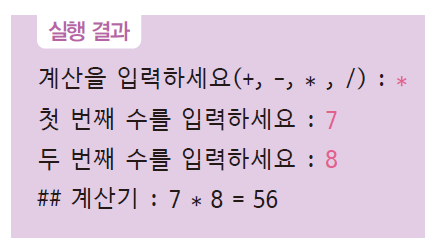 실행 결과
계산을 입력하세요(+, -, * , /) : *
첫 번째 수를 입력하세요 : 7
두 번째 수를 입력하세요 : 8
## 계산기 : 7 * 8 = 56